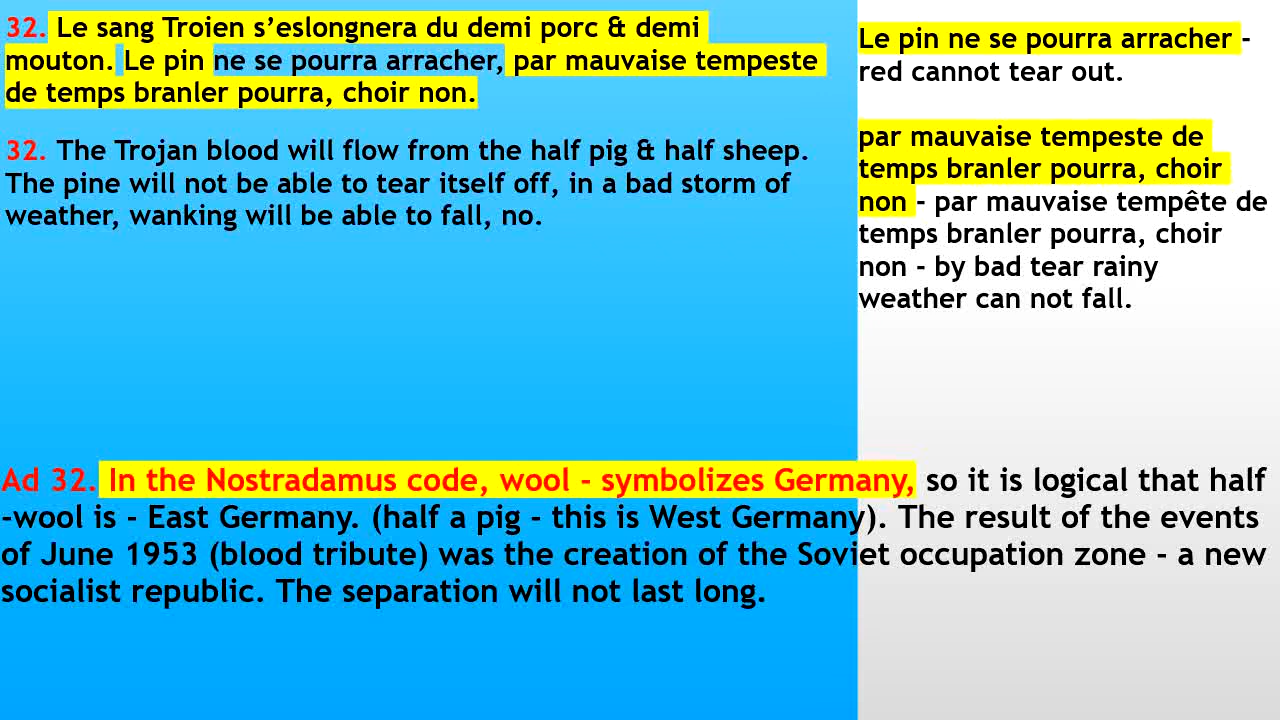 32. Le sang Troien s’eslongnera du demi porc & demi
mouton. Le pin ne se pourra arracher, par mauvaise tempeste
de temps branler pourra, choir non.
32. The Trojan blood will flow from the half pig & half sheep.
The pine will not be able to tear itself off, in a bad storm of
weather, wanking will be able to fall, no.
Le pin ne se pourra arracher -
red cannot tear out.
par mauvaise tempeste de
temps branler pourra, choir
non - par mauvaise tempête de
temps branler pourra, choir
non - by bad tear rainy
weather can not fall.
Ad 32. In the Nostradamus code, wool - symbolizes Germany, so it is logical that half
-wool is - East Germany. (half a pig - this is West Germany). The result of the events
of June 1953 (blood tribute) was the creation of the Soviet occupation zone - a new
socialist republic. The separation will not last long.